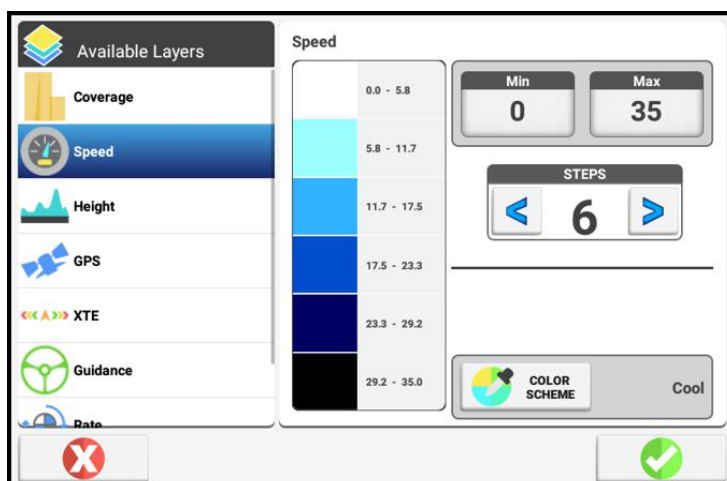 Available Layers
Coverage
Speed
Height
GPS
XTE
Guidance
Rate
Speed
0.0 - 5.8
5.8 - 11.7
11.7 - 17.5
17.5 - 23.3
23.3 - 29.2
29.2 - 35.0
Min
0
Max
35
STEPS
6
COLOR
SCHEME
Cool